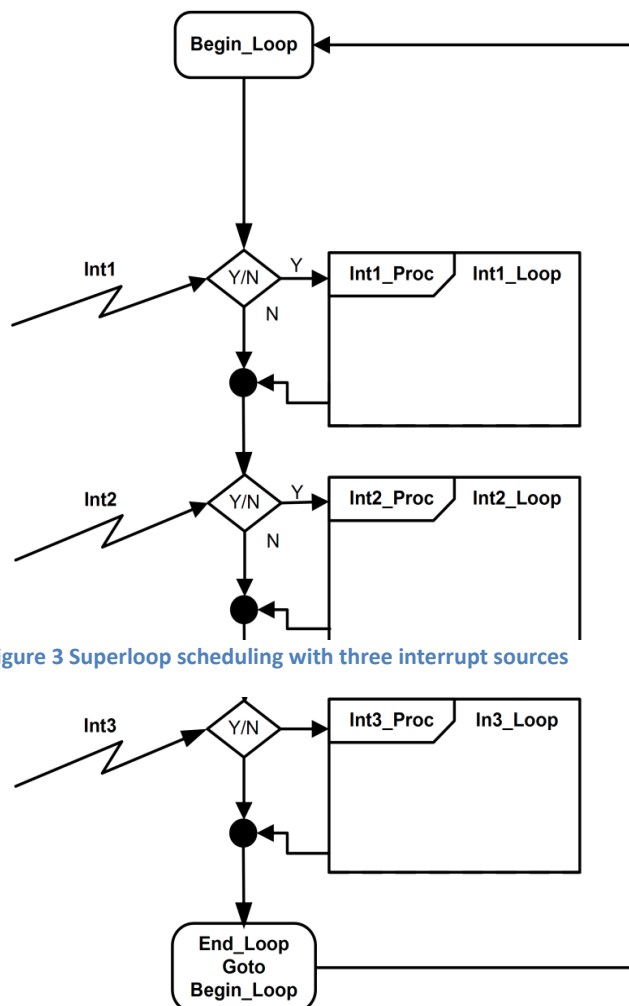 Begin_Loop
Int1
Y/N
Y
N
Int1_Proc
Int1_Loop
Int2
Y/N
Y
N
Int2_Proc
Int2_Loop
igure 3 Superloop scheduling with three interrupt sources
Int3
Y/N
Int3_Proc
In3_Loop
End_Loop
Goto
Begin_Loop